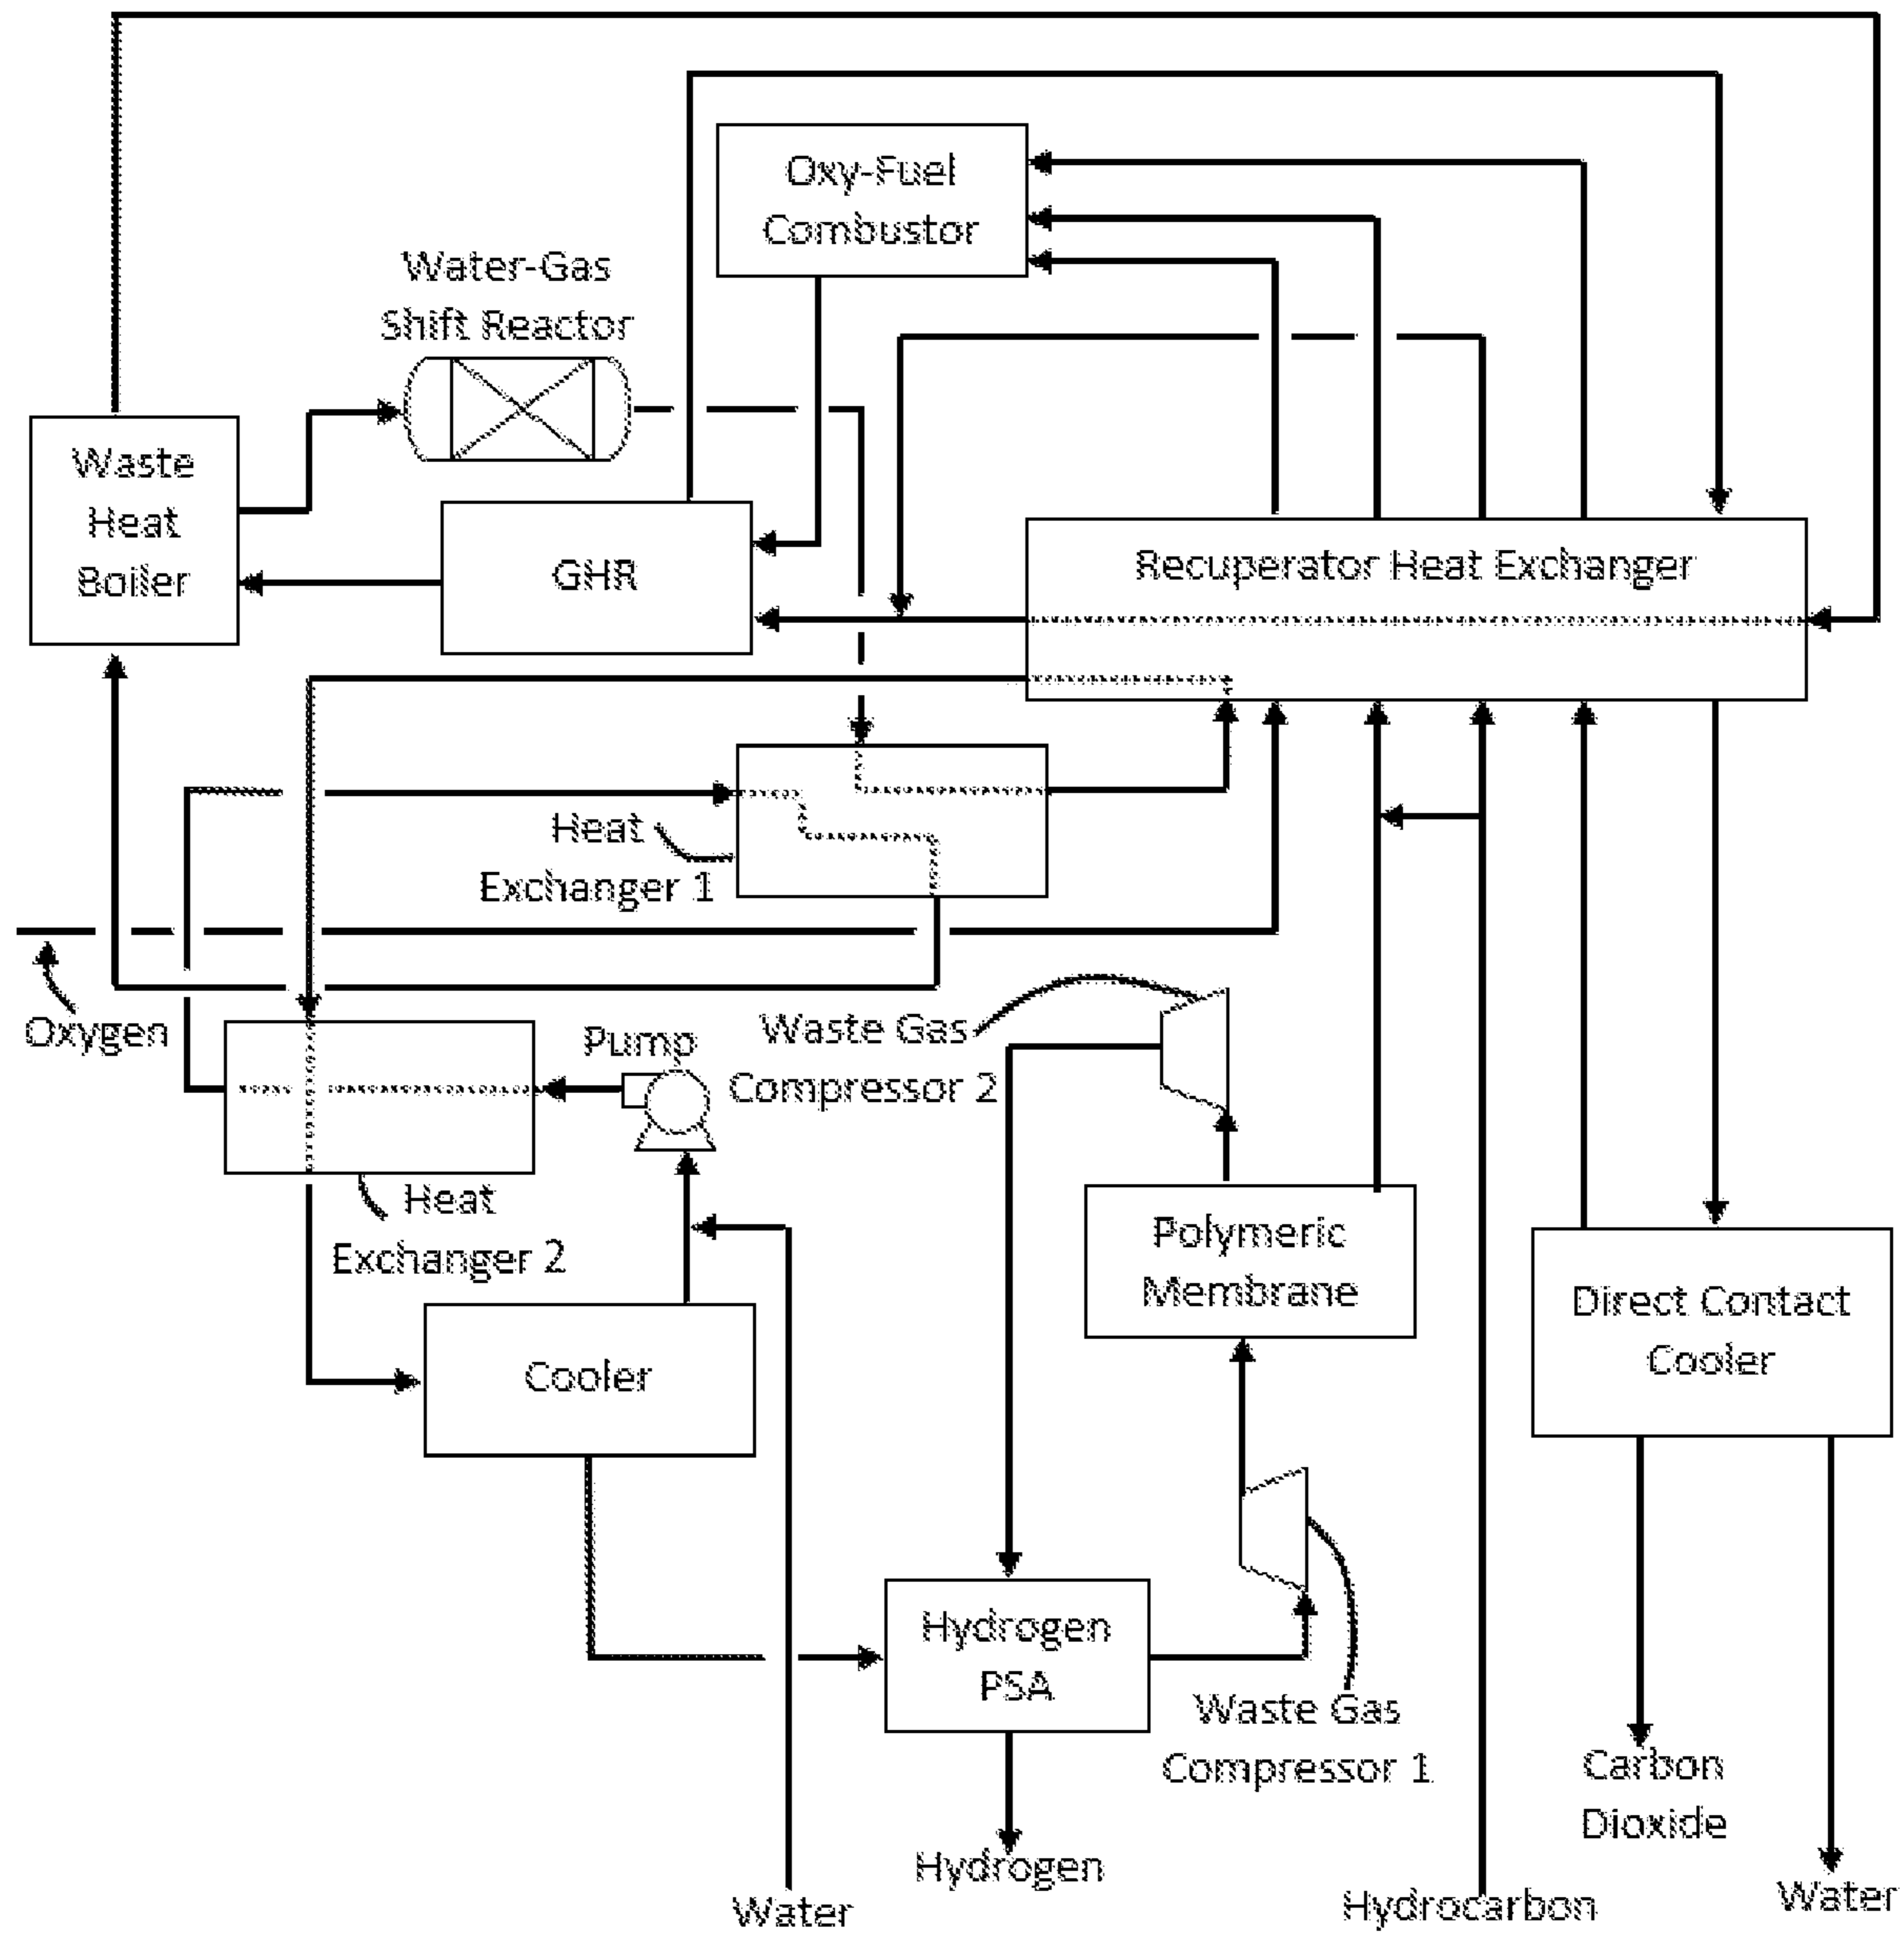 Oxy-Fuel
Combustor
Water-Gas
Shift Reactor
Waste
Heat
Boiler
GHR
Recuperator Heat Exchanger
Heat
Exchanger 1
Oxygen
Pump
Waste Gas
Compressor 2
Heat
Exchanger 2
Polymeric
Membrane
Direct Contact
Cooler
Cooler
Hydrogen
PSA
Waste Gas
Compressor 1
Carbon
Dioxide
Hydrogen
Water
Hydrocarbon
Water